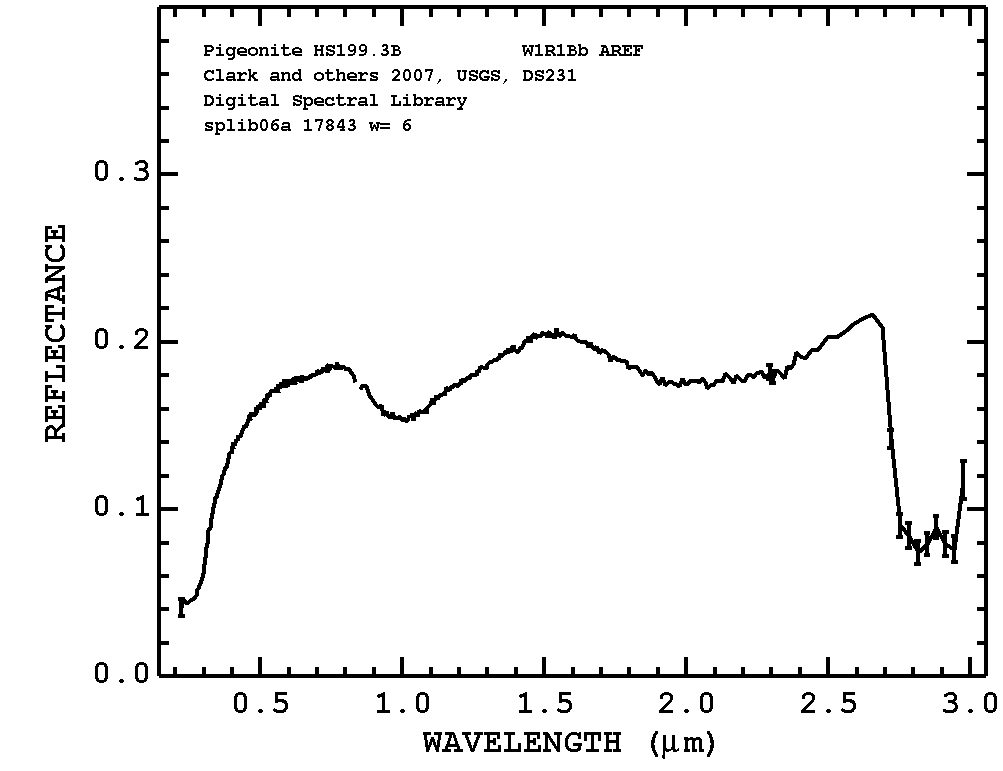 Pigeonite HS199.3B W1R1Bb AREF
Clark and others 2007, USGS, DS231
Digital Spectral Library
splib06a 17843 w= 6
0.3
0.2
0.1
0.0
REFLECTANCE
0.5 1.0 1.5 2.0 2.5 3.0
WAVELENGTH (μm)